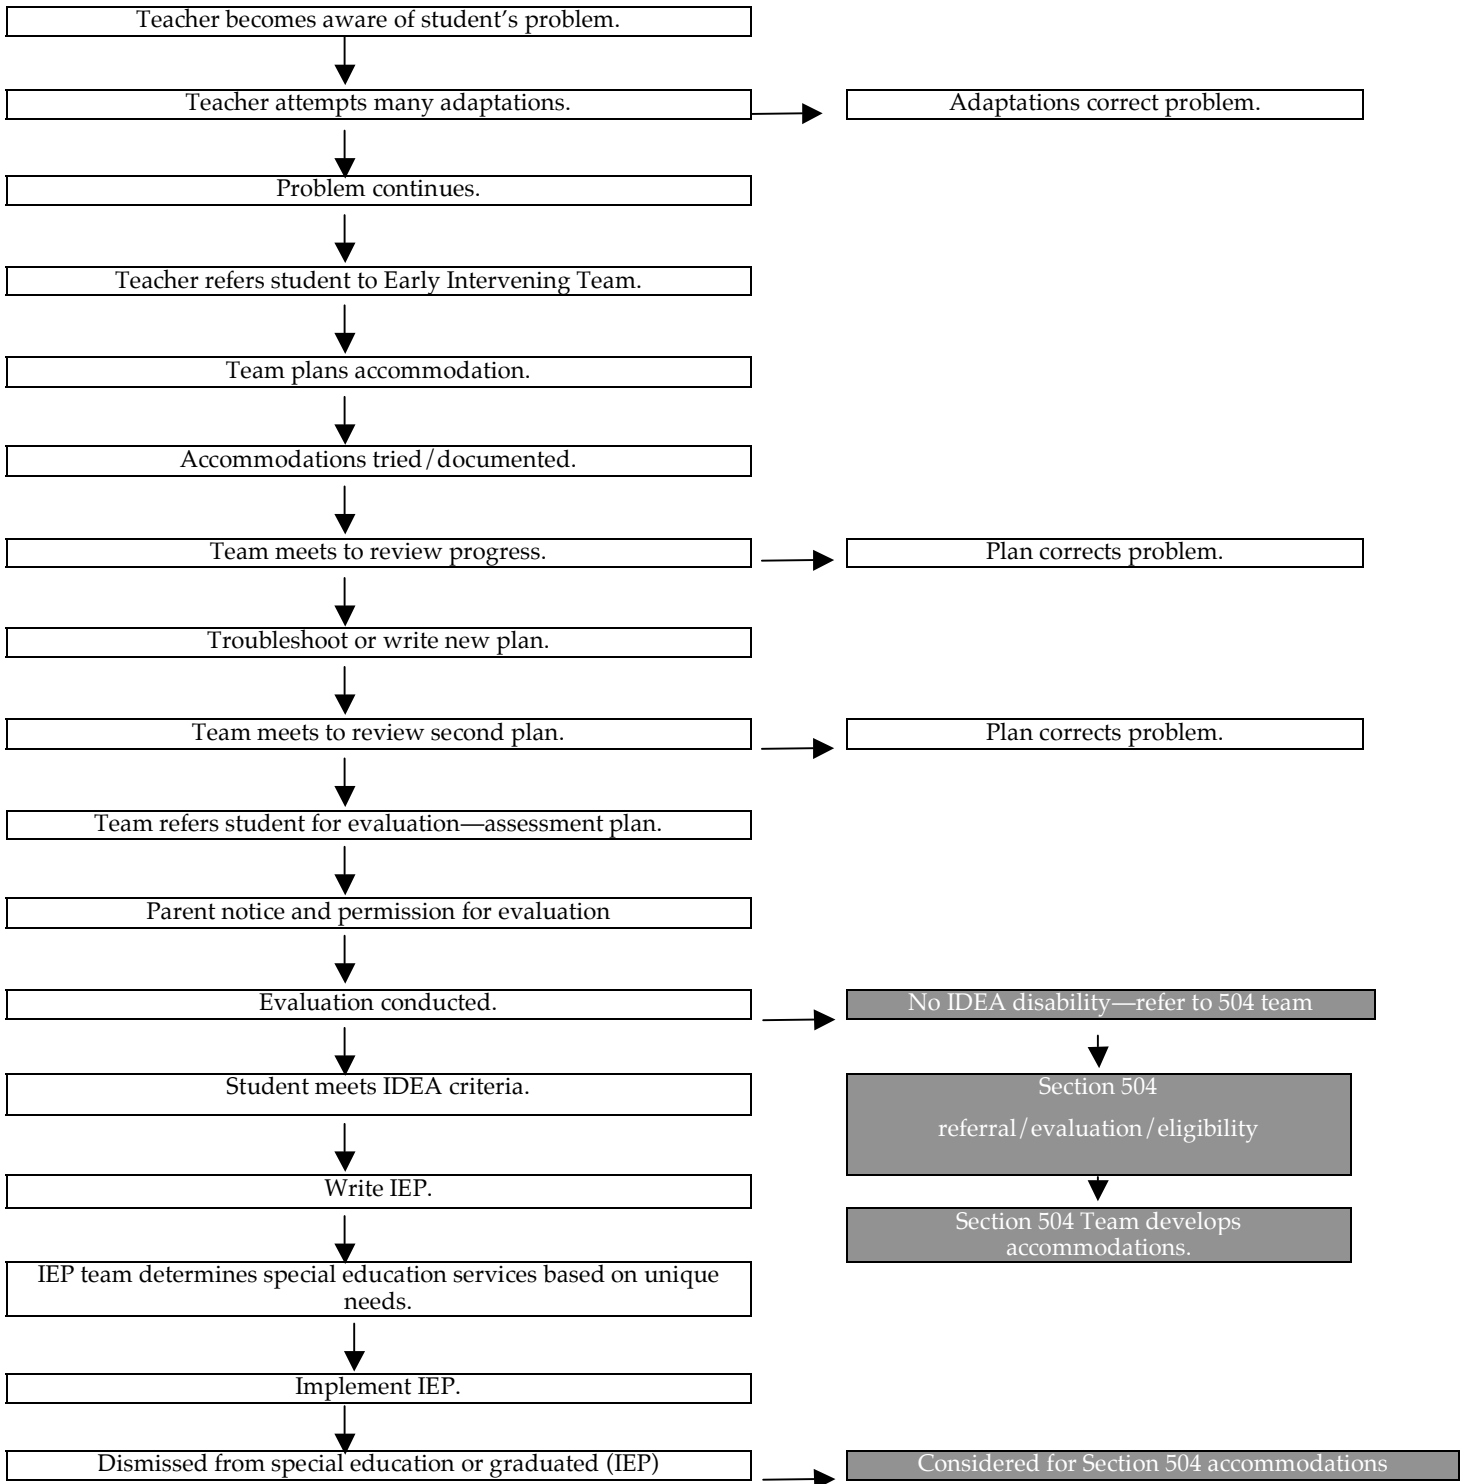 Teacher becomes aware of student’s problem.
Teacher attempts many adaptations.
Adaptations correct problem.
Problem continues.
Teacher refers student to Early Intervening Team.
Team plans accommodation.
Accommodations tried/documented.
Team meets to review progress.
Plan corrects problem.
Troubleshoot or write new plan.
Team meets to review second plan.
Plan corrects problem.
Team refers student for evaluation—assessment plan.
Parent notice and permission for evaluation
Evaluation conducted.
No IDEA disability—refer to 504 team
Student meets IDEA criteria.
Section 504
referral/evaluation/eligibility
Write IEP.
Section 504 Team develops
accommodations.
IEP team determines special education services based on unique
needs.
Implement IEP.
Dismissed from special education or graduated (IEP)
Considered for Section 504 accommodations